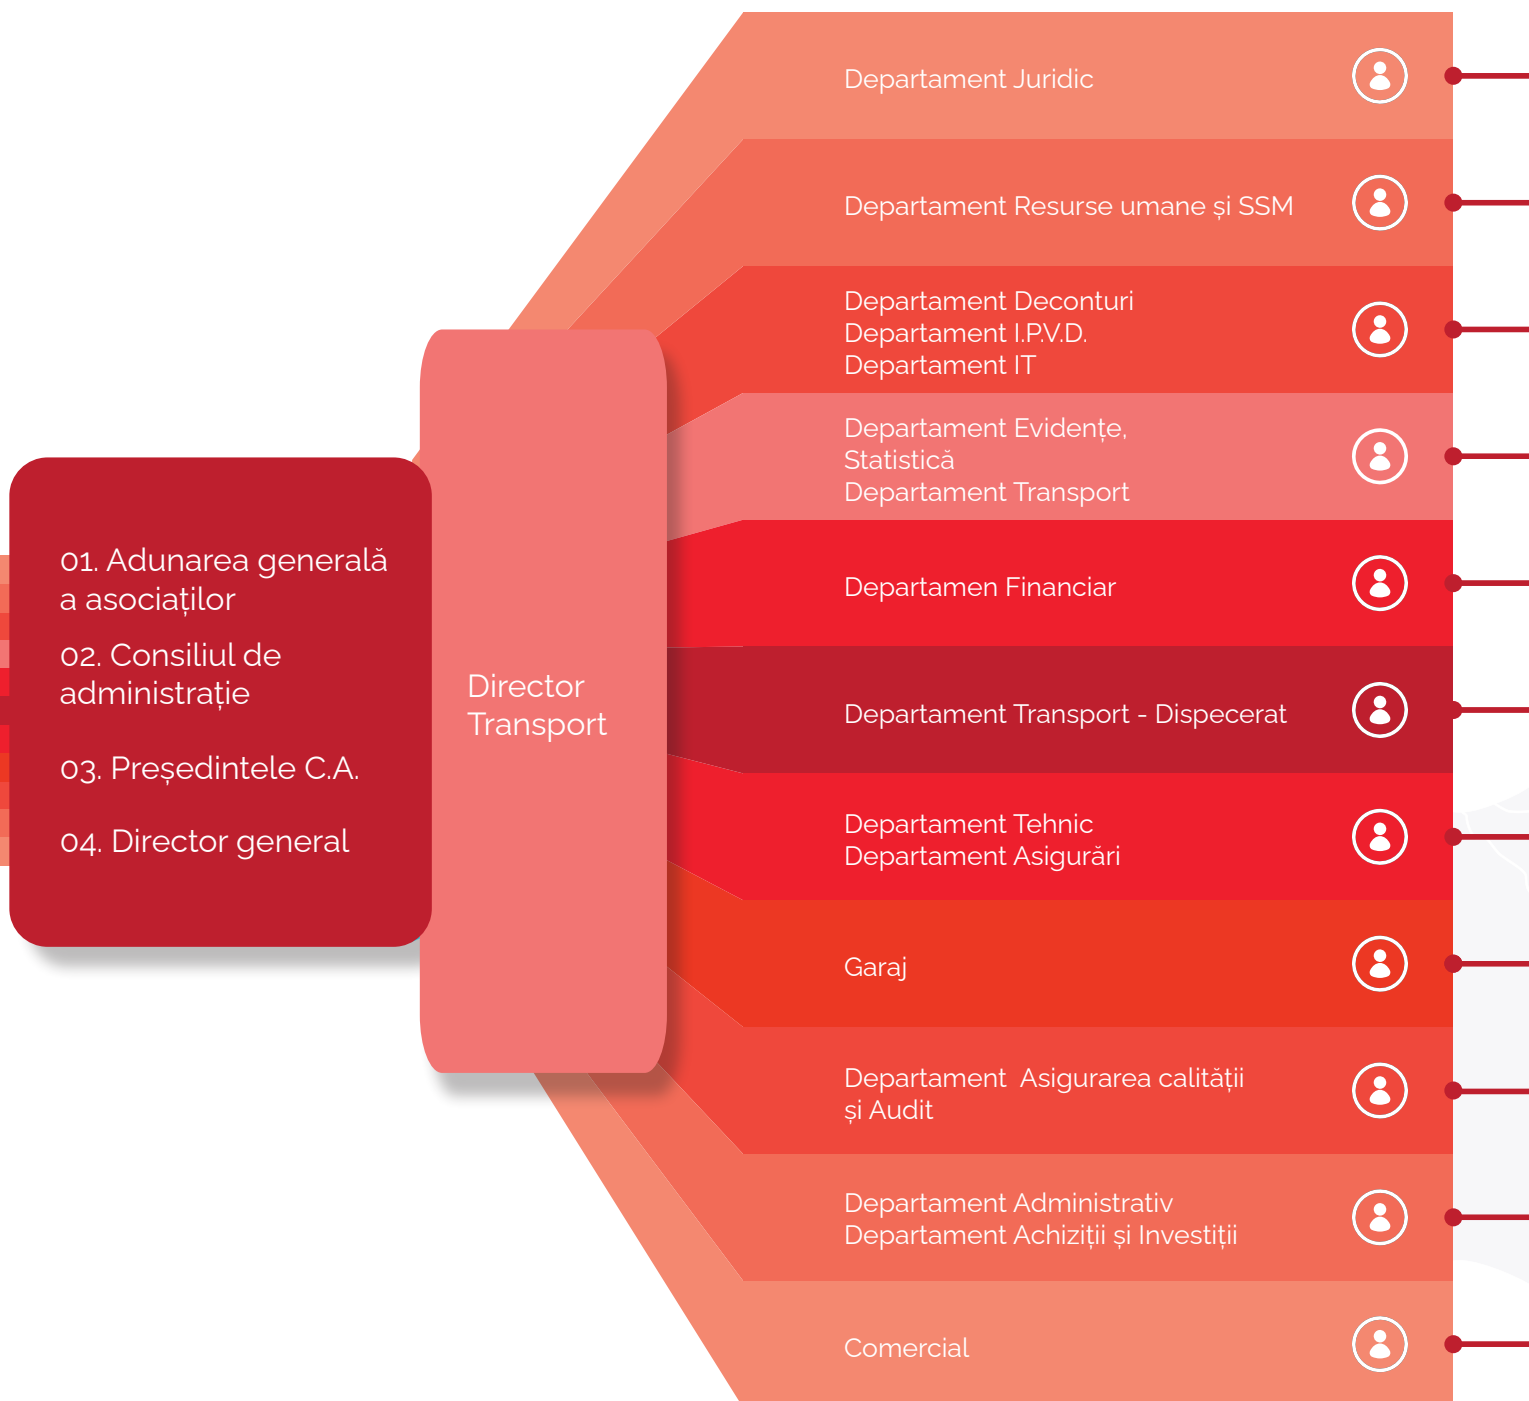 01. Adunarea generală
a asociaților
02. Consiliul de
administrație
03. Președintele C.A.
04. Director general
Director
Transport
Departament Juridic
Departament Resurse umane și SSM
Departament Deconturi
Departament I.P.V.D.
Departament IT
Departament Evidențe,
Statistică
Departament Transport
Departamen Financiar
Departament Transport - Dispecerat
Departament Tehnic
Departament Asigurări
Garaj
Departament  Asigurarea calității
și Audit
Departament Administrativ
Departament Achiziții și Investiții
Comercial